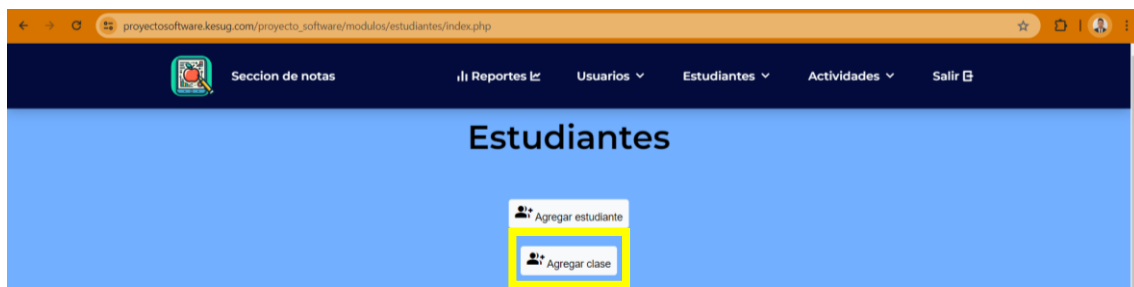 proyectosoftware.kesug.com/proyecto_software/modulos/estudiantes/index.php
Seccion de notas Reportes Usuarios Estudiantes Actividades Salir
Estudiantes
Agregar estudiante
Agregar clase